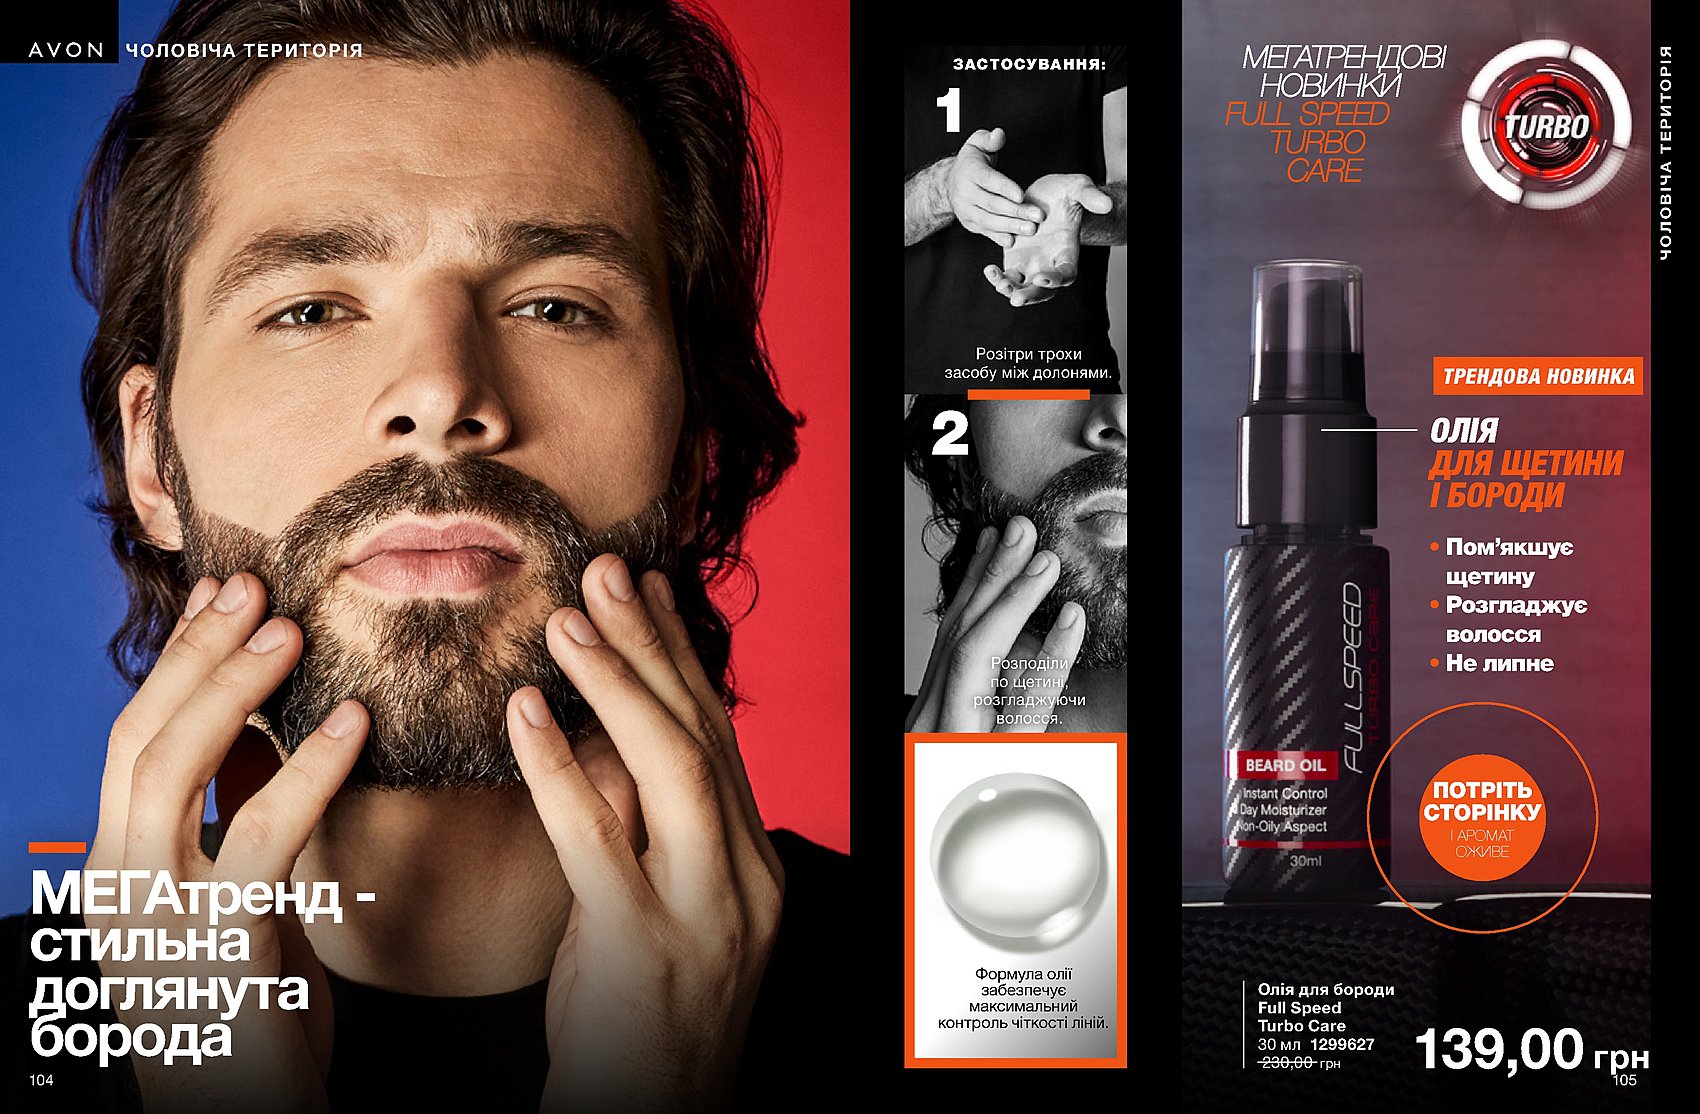 AVON ЧОЛОВІЧА ТЕРИТОРІЯ
МЕГАтренд -
стильна
доглянута
борода
104
ЗАСТОСУВАННЯ:
1
Розітри трохи
засобу між долонями.
2
Розподіли
по щетині,
розгладжуючи
волосся.
Формула олії
забезпечує
максимальний
контроль чіткості ліній.
МЕГАТРЕНДОВІ
НОВИНКИ
FULL SPEED
TURBO
CARE
TURBO
ЧОЛОВІЧА ТЕРИТОРІЯ
ТРЕНДОВА НОВИНКА
ОЛІЯ
ДЛЯ ЩЕТИНИ
І БОРОДИ
• Пом’якшує
щетину
• Розгладжує
волосся
• Не липне
FULLSPEED
TURBO CARE
BEARD OIL
Instant Control
Day Moisturizer
Non-Oily Aspect
30ml
ПОТРІТЬ
СТОРІНКУ
І АРОМАТ
ОЖИВЕ
Олія для бороди
Full Speed
Turbo Care
30 мл 1299627
230,00 грн
139,00 грн
105